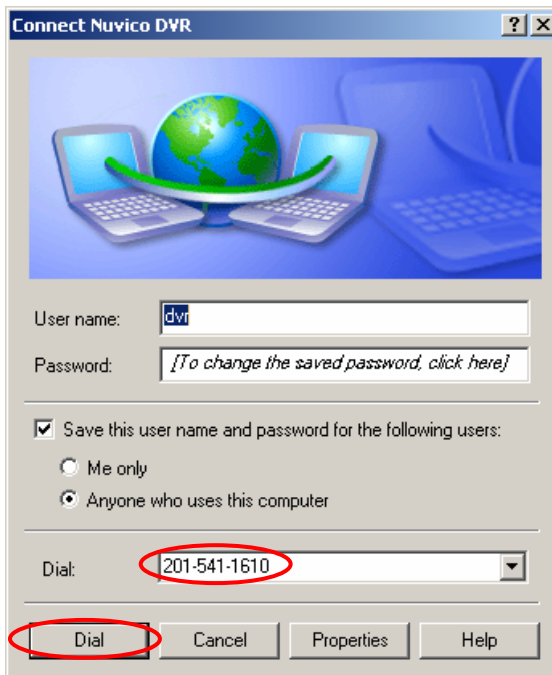 Connect Nuvico DVR
User name: dvr
Password: [To change the saved password, click here]
Save this user name and password for the following users:
Me only
Anyone who uses this computer
Dial: 201-541-1610
Dial Cancel Properties Help